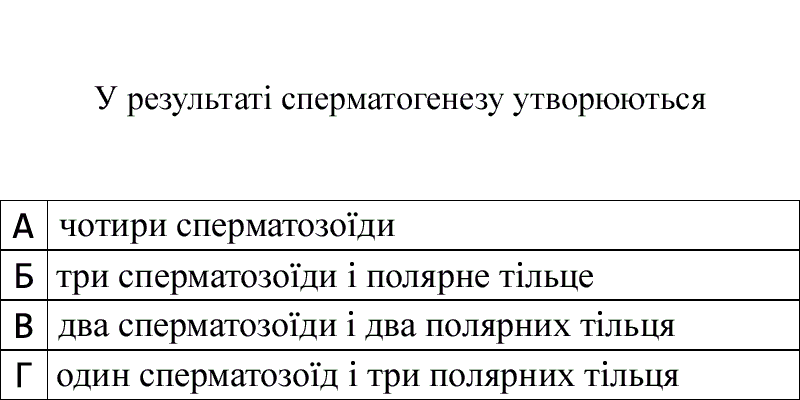 У результаті сперматогенезу утворюються
А чотири сперматозоїди
Б три сперматозоїди і полярне тільце
В два сперматозоїди і два полярних тільця
Г один сперматозоїд і три полярних тільця